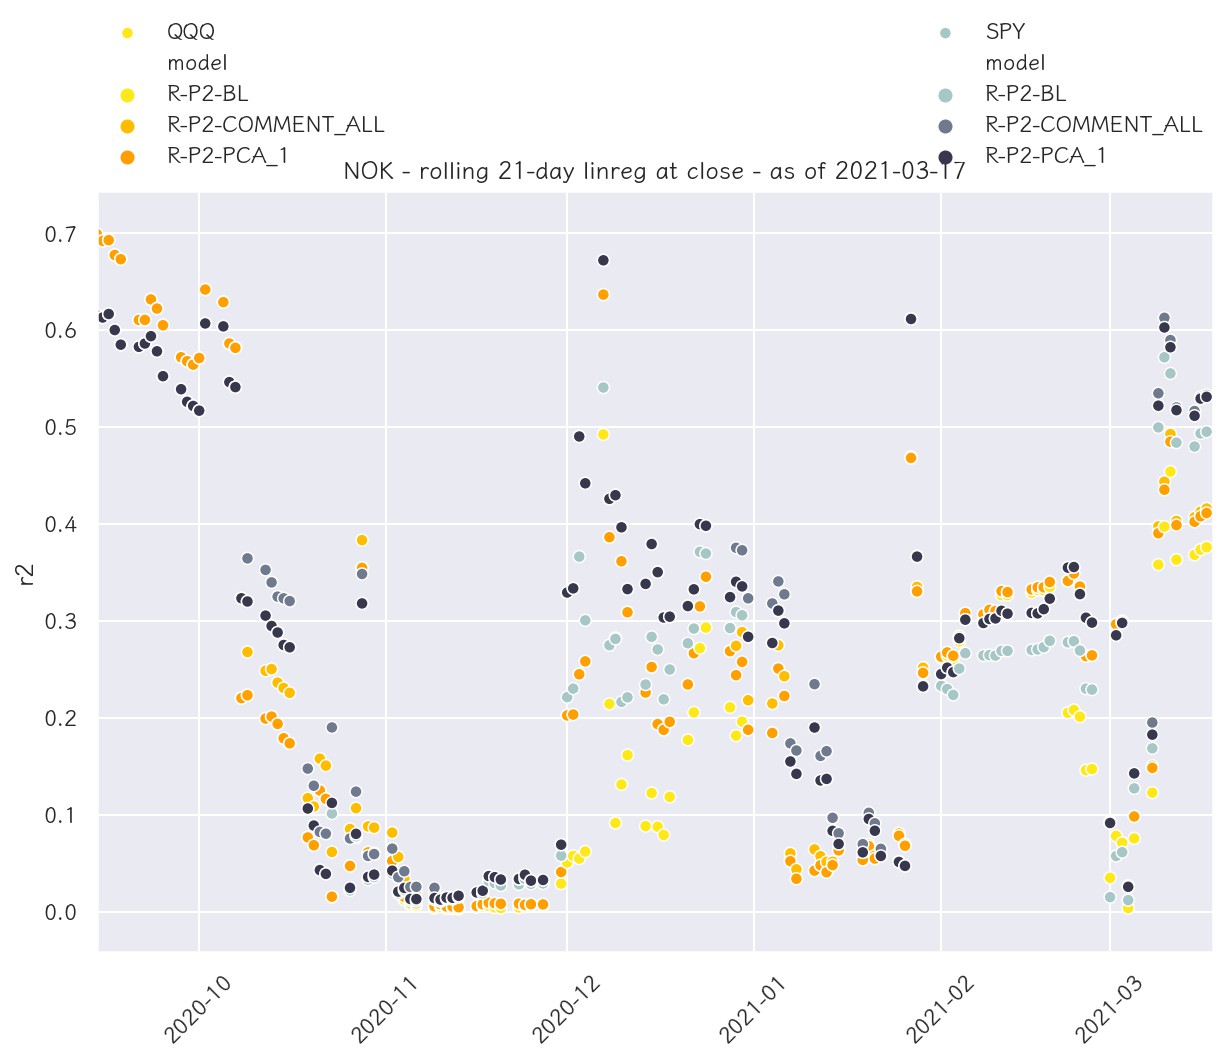 QQQ
model
R-P2-BL
R-P2-COMMENT_ALL
R-P2-PCA_1
SPY
model
R-P2-BL
R-P2-COMMENT_ALL
R-P2-PCA_1
NOK - rolling 21-day linreg at close - as of 2021-03-17
0.7
0.6
0.5
0.4
0.3
0.2
0.1
0.0
r2
2020-10
2020-11
2020-12
2021-01
2021-02
2021-03